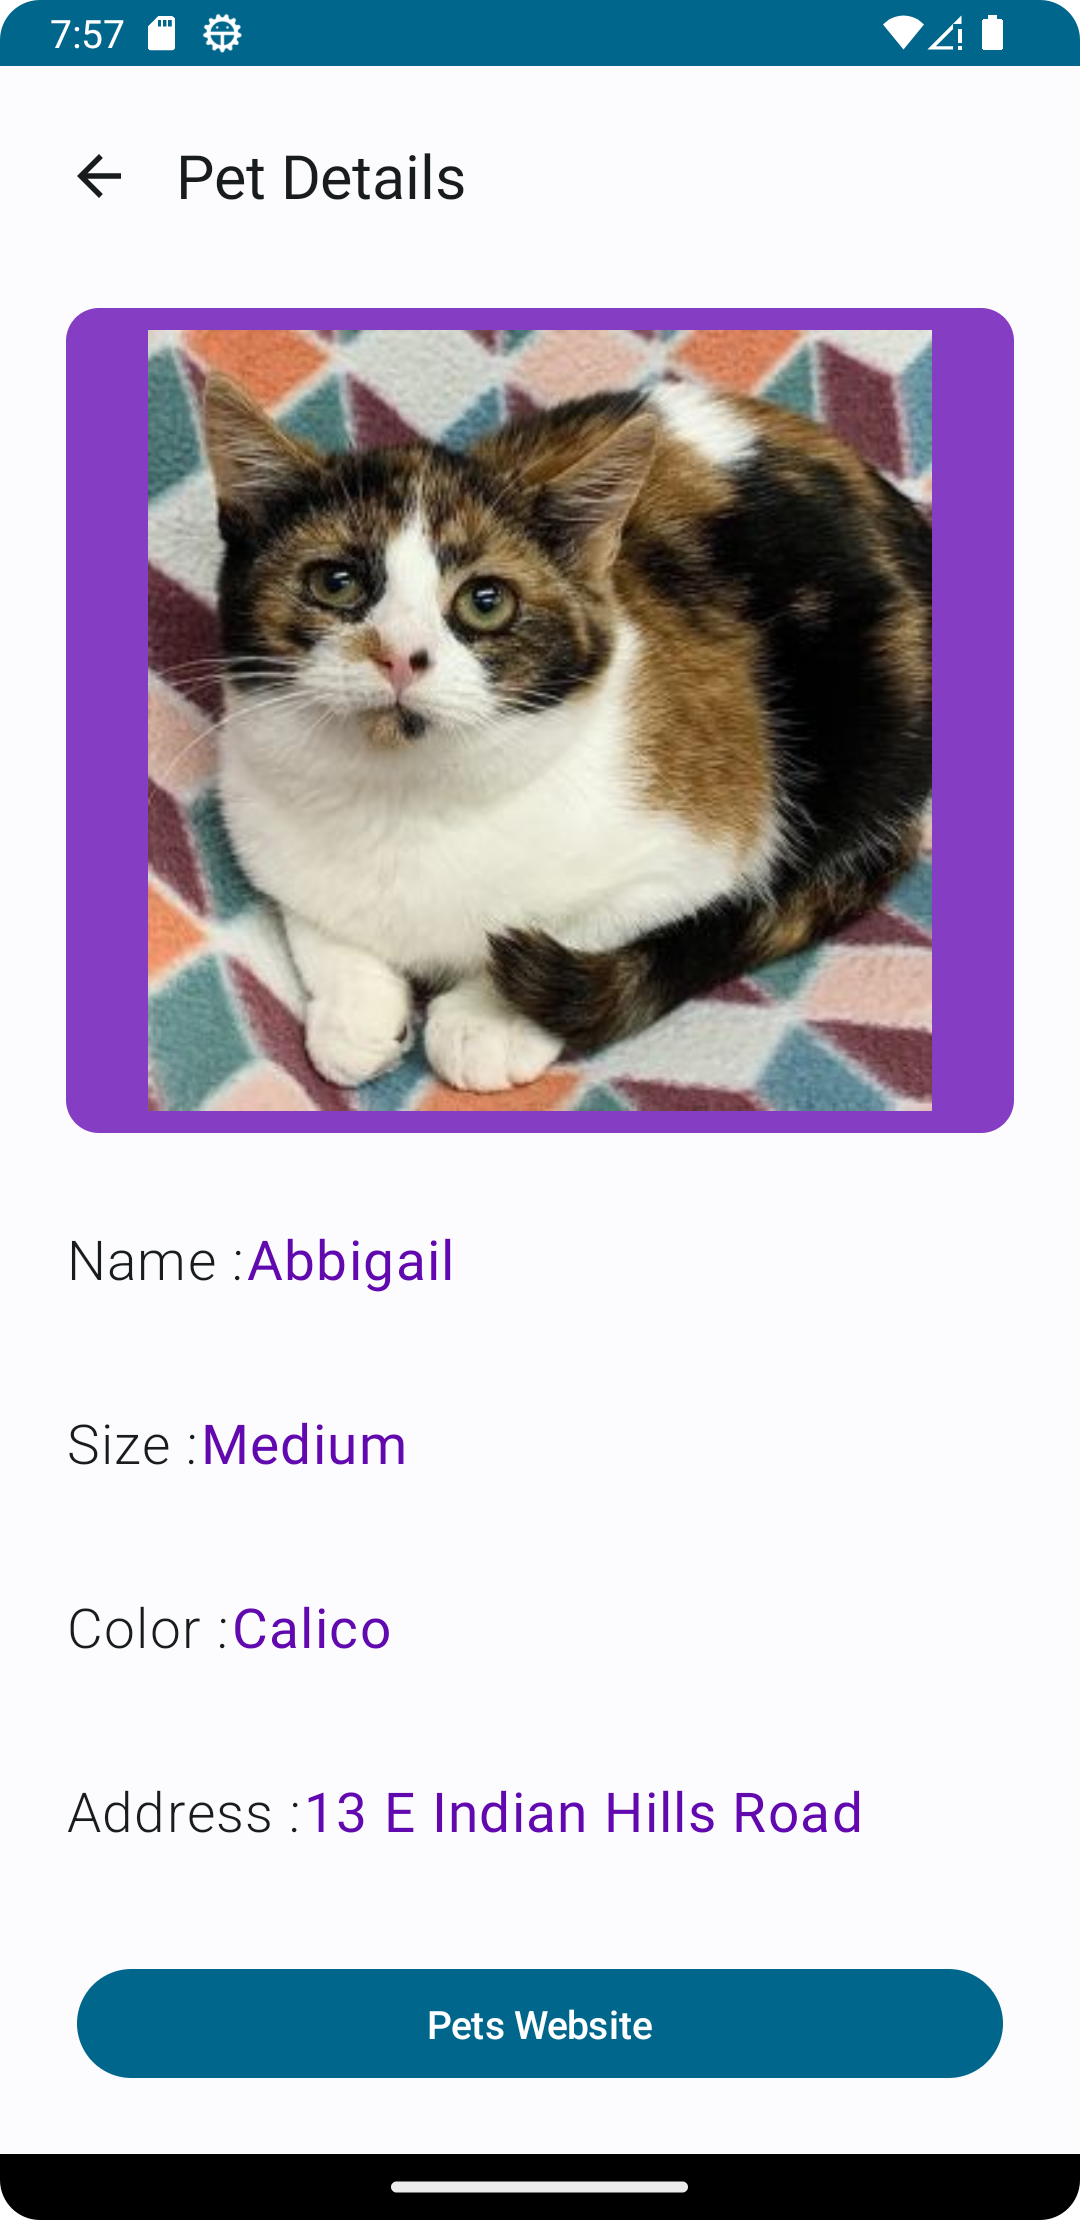 7:57
Pet Details
Name :Abbigail
Size :Medium
Color :Calico
Address :13 E Indian Hills Road
Pets Website